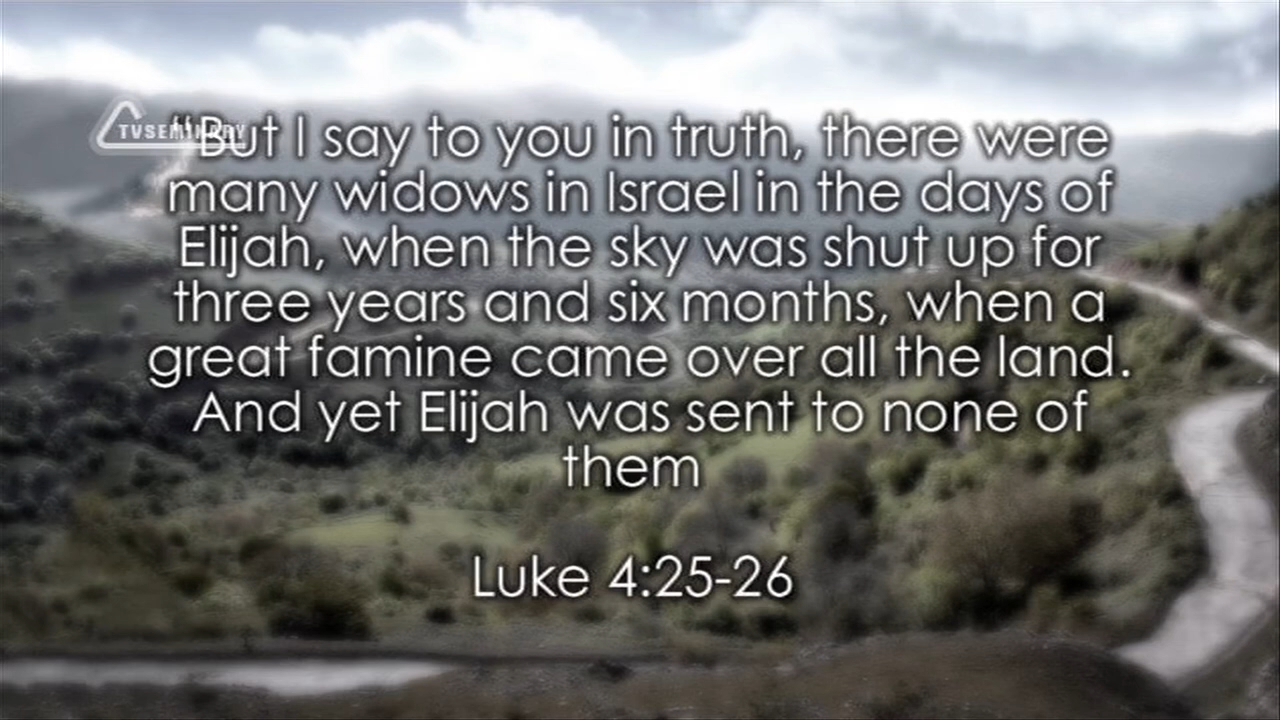 TVSEMINARY
“But I say to you in truth, there were
many widows in Israel in the days of
Elijah, when the sky was shut up for
three years and six months, when a
great famine came over all the land.
And yet Elijah was sent to none of
them
Luke 4:25-26